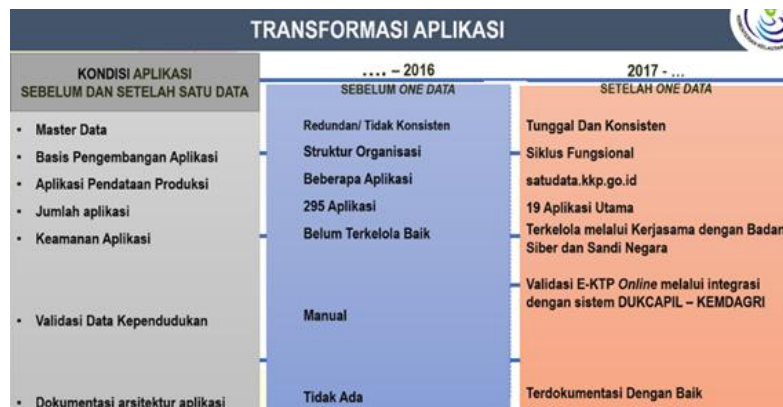 TRANSFORMASI APLIKASI
KONDISI APLIKASI
SEBELUM DAN SETELAH SATU DATA
.... – 2016
SEBELUM ONE DATA
2017 - ...
SETELAH ONE DATA
• Master Data
Redundan/ Tidak Konsisten
Tunggal Dan Konsisten
• Basis Pengembangan Aplikasi
Struktur Organisasi
Siklus Fungsional
• Aplikasi Pendataan Produksi
Beberapa Aplikasi
satudata.kkp.go.id
• Jumlah aplikasi
295 Aplikasi
19 Aplikasi Utama
• Keamanan Aplikasi
Belum Terkelola Baik
Terkelola melalui Kerjasama dengan Badan
Siber dan Sandi Negara
• Validasi Data Kependudukan
Manual
Validasi E-KTP Online melalui integrasi
dengan sistem DUKCAPIL – KEMDAGRI
• Dokumentasi arsitektur aplikasi
Tidak Ada
Terdokumentasi Dengan Baik